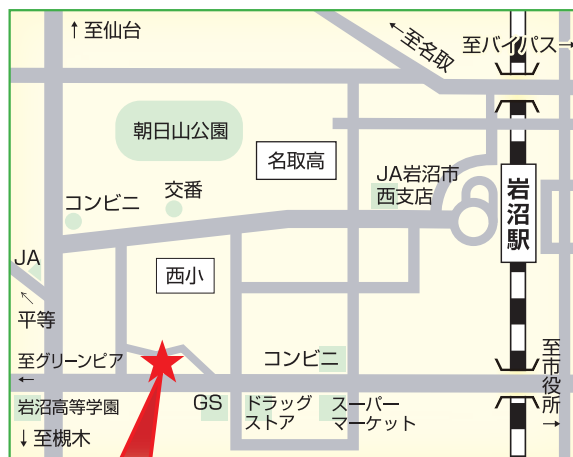 ↑至仙台
←至名取
至バイパス→
朝日山公園
名取高
JA岩沼市
西支店
岩沼駅
コンビニ
交番
西小
JA
←
平等
至グリーンピア
←
コンビニ
至市役所→
岩沼高等学園
GS
ドラッグ
ストア
スーパー
マーケット
↓至槻木